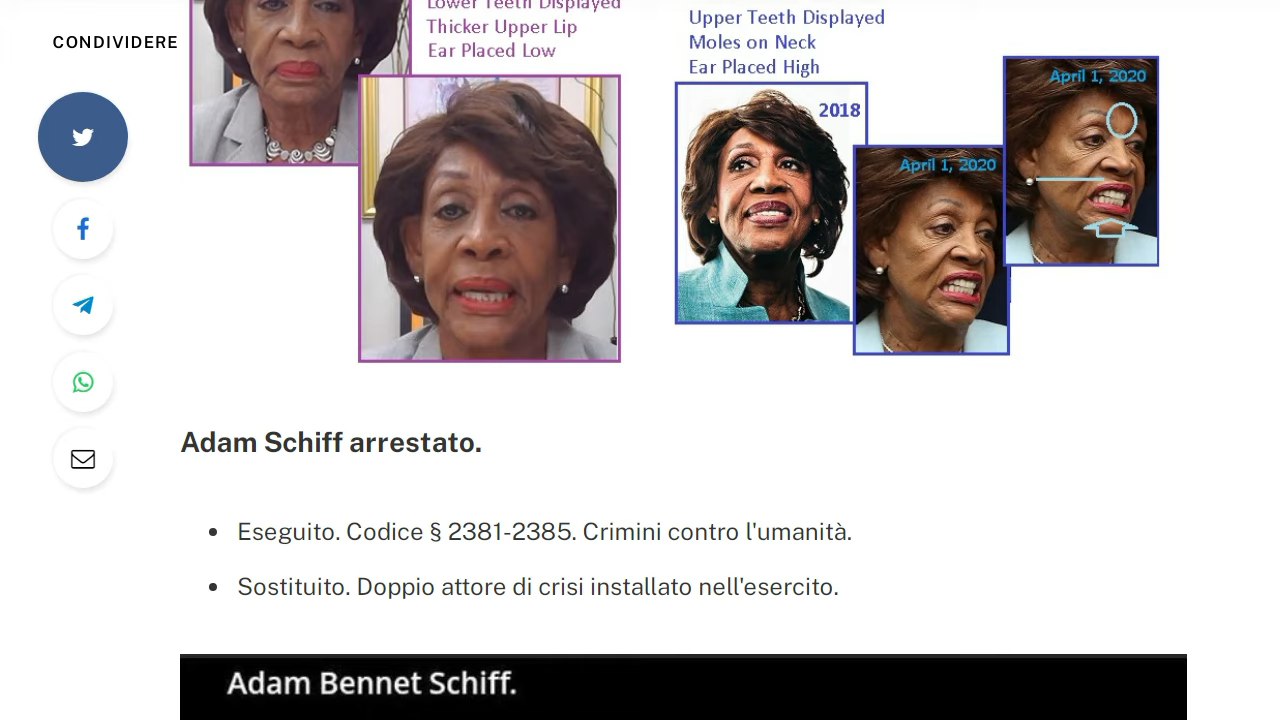 Lower Teeth Displayed
Thicker Upper Lip
Ear Placed Low
Upper Teeth Displayed
Moles on Neck
Ear Placed High
CONDIVIDERE
2018
April 1, 2020
April 1, 2020
Adam Schiff arrestato.
Eseguito. Codice § 2381-2385. Crimini contro l'umanità.
Sostituito. Doppio attore di crisi installato nell'esercito.
Adam Bennet Schiff.